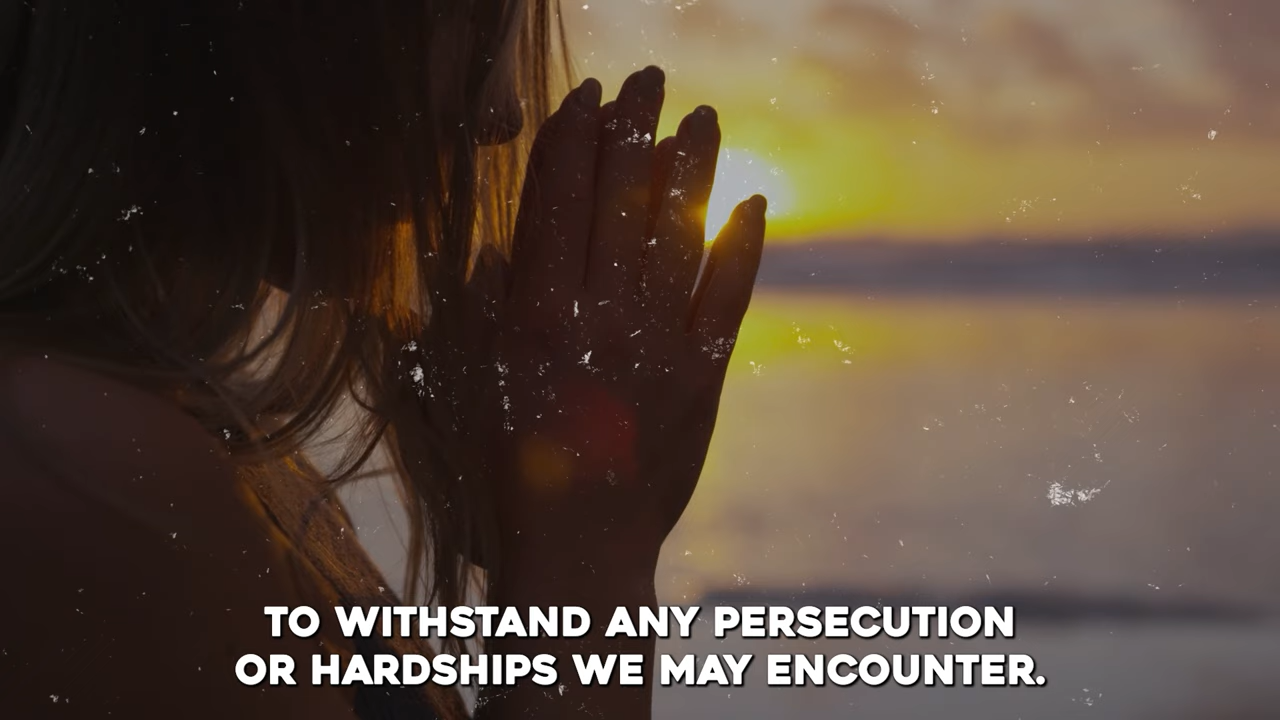 TO WITHSTAND ANY PERSECUTION
OR HARDSHIPS WE MAY ENCOUNTER.